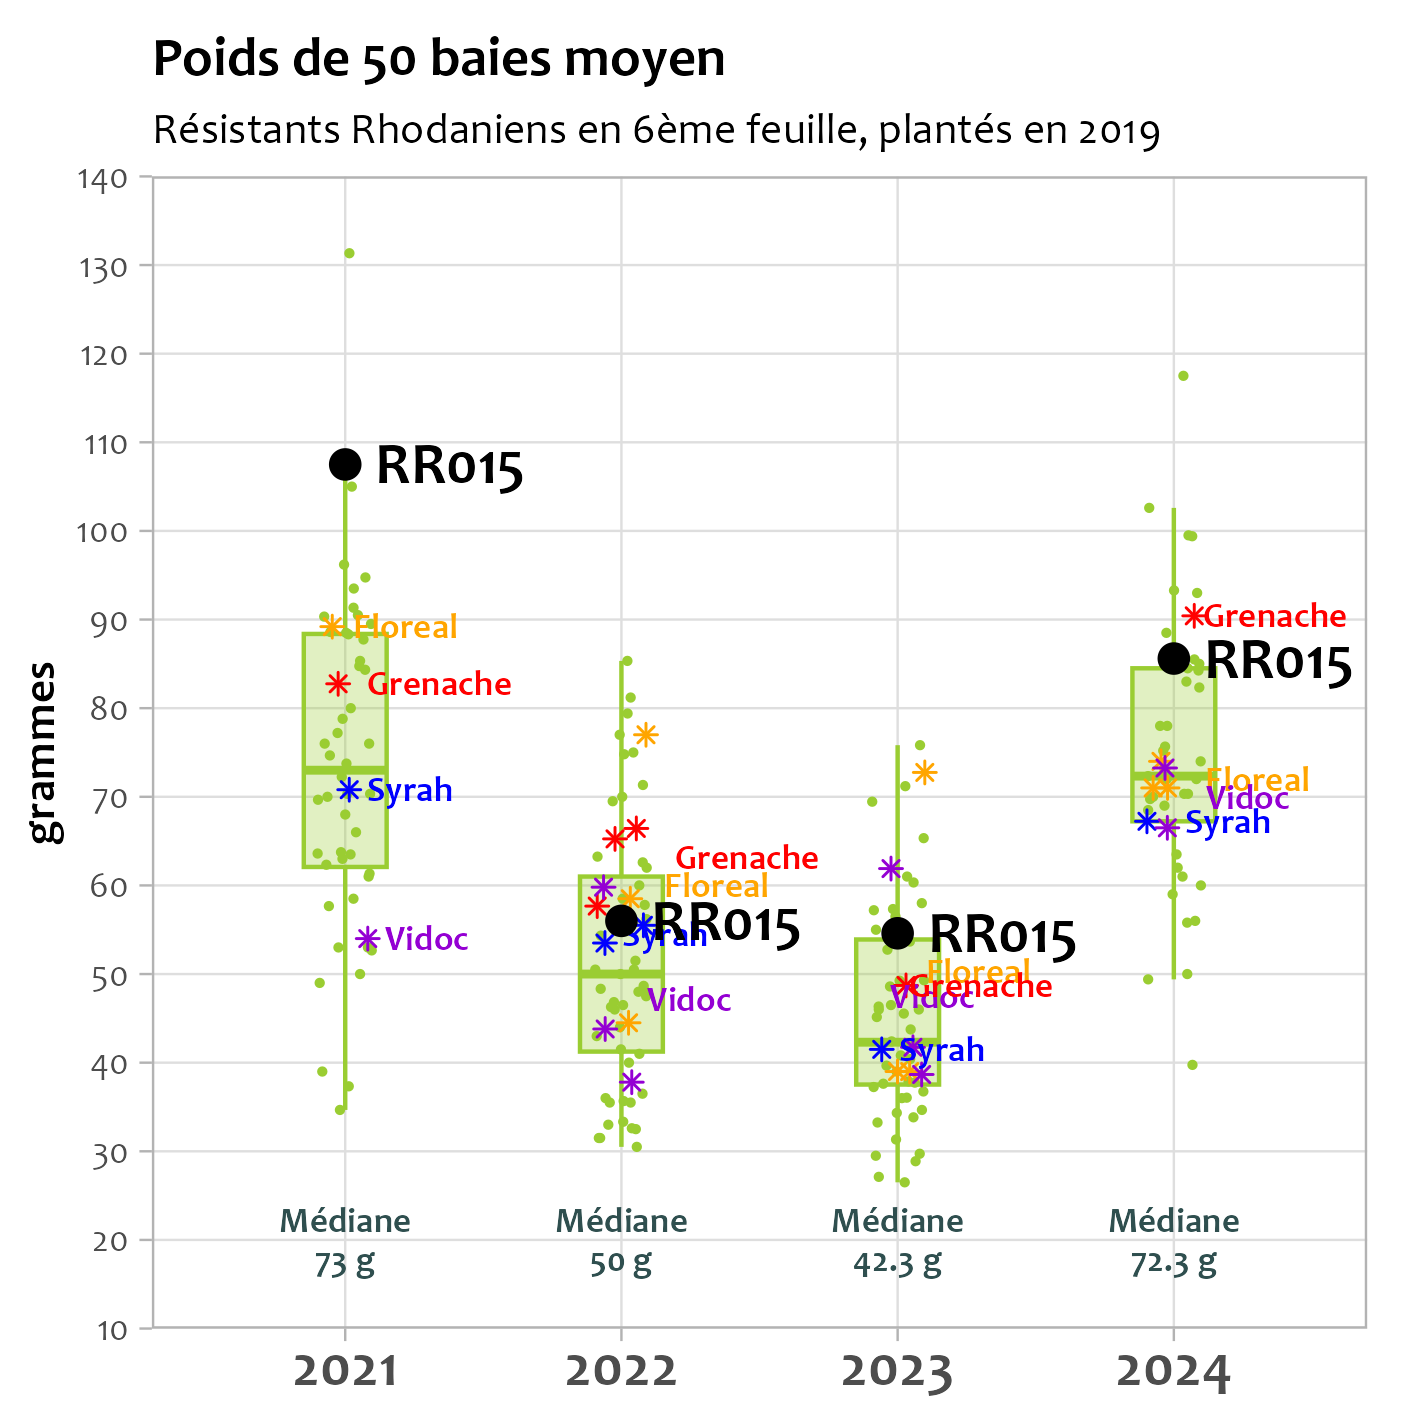 Poids de 50 baies moyen
Résistants Rhodaniens en 6ème feuille, plantés en 2019
grammes
140
130
120
110
100
90
80
70
60
50
40
30
20
10
RR015
Floreal
Grenache
Syrah
Vidoc
Médiane
73 g
Grenache
Floreal
RR015
Syrah
Vidoc
Médiane
50 g
RR015
Floreal
Grenache
Vidoc
Syrah
Médiane
42.3 g
Grenache
RR015
Floreal
Vidoc
Syrah
Médiane
72.3 g
2021
2022
2023
2024